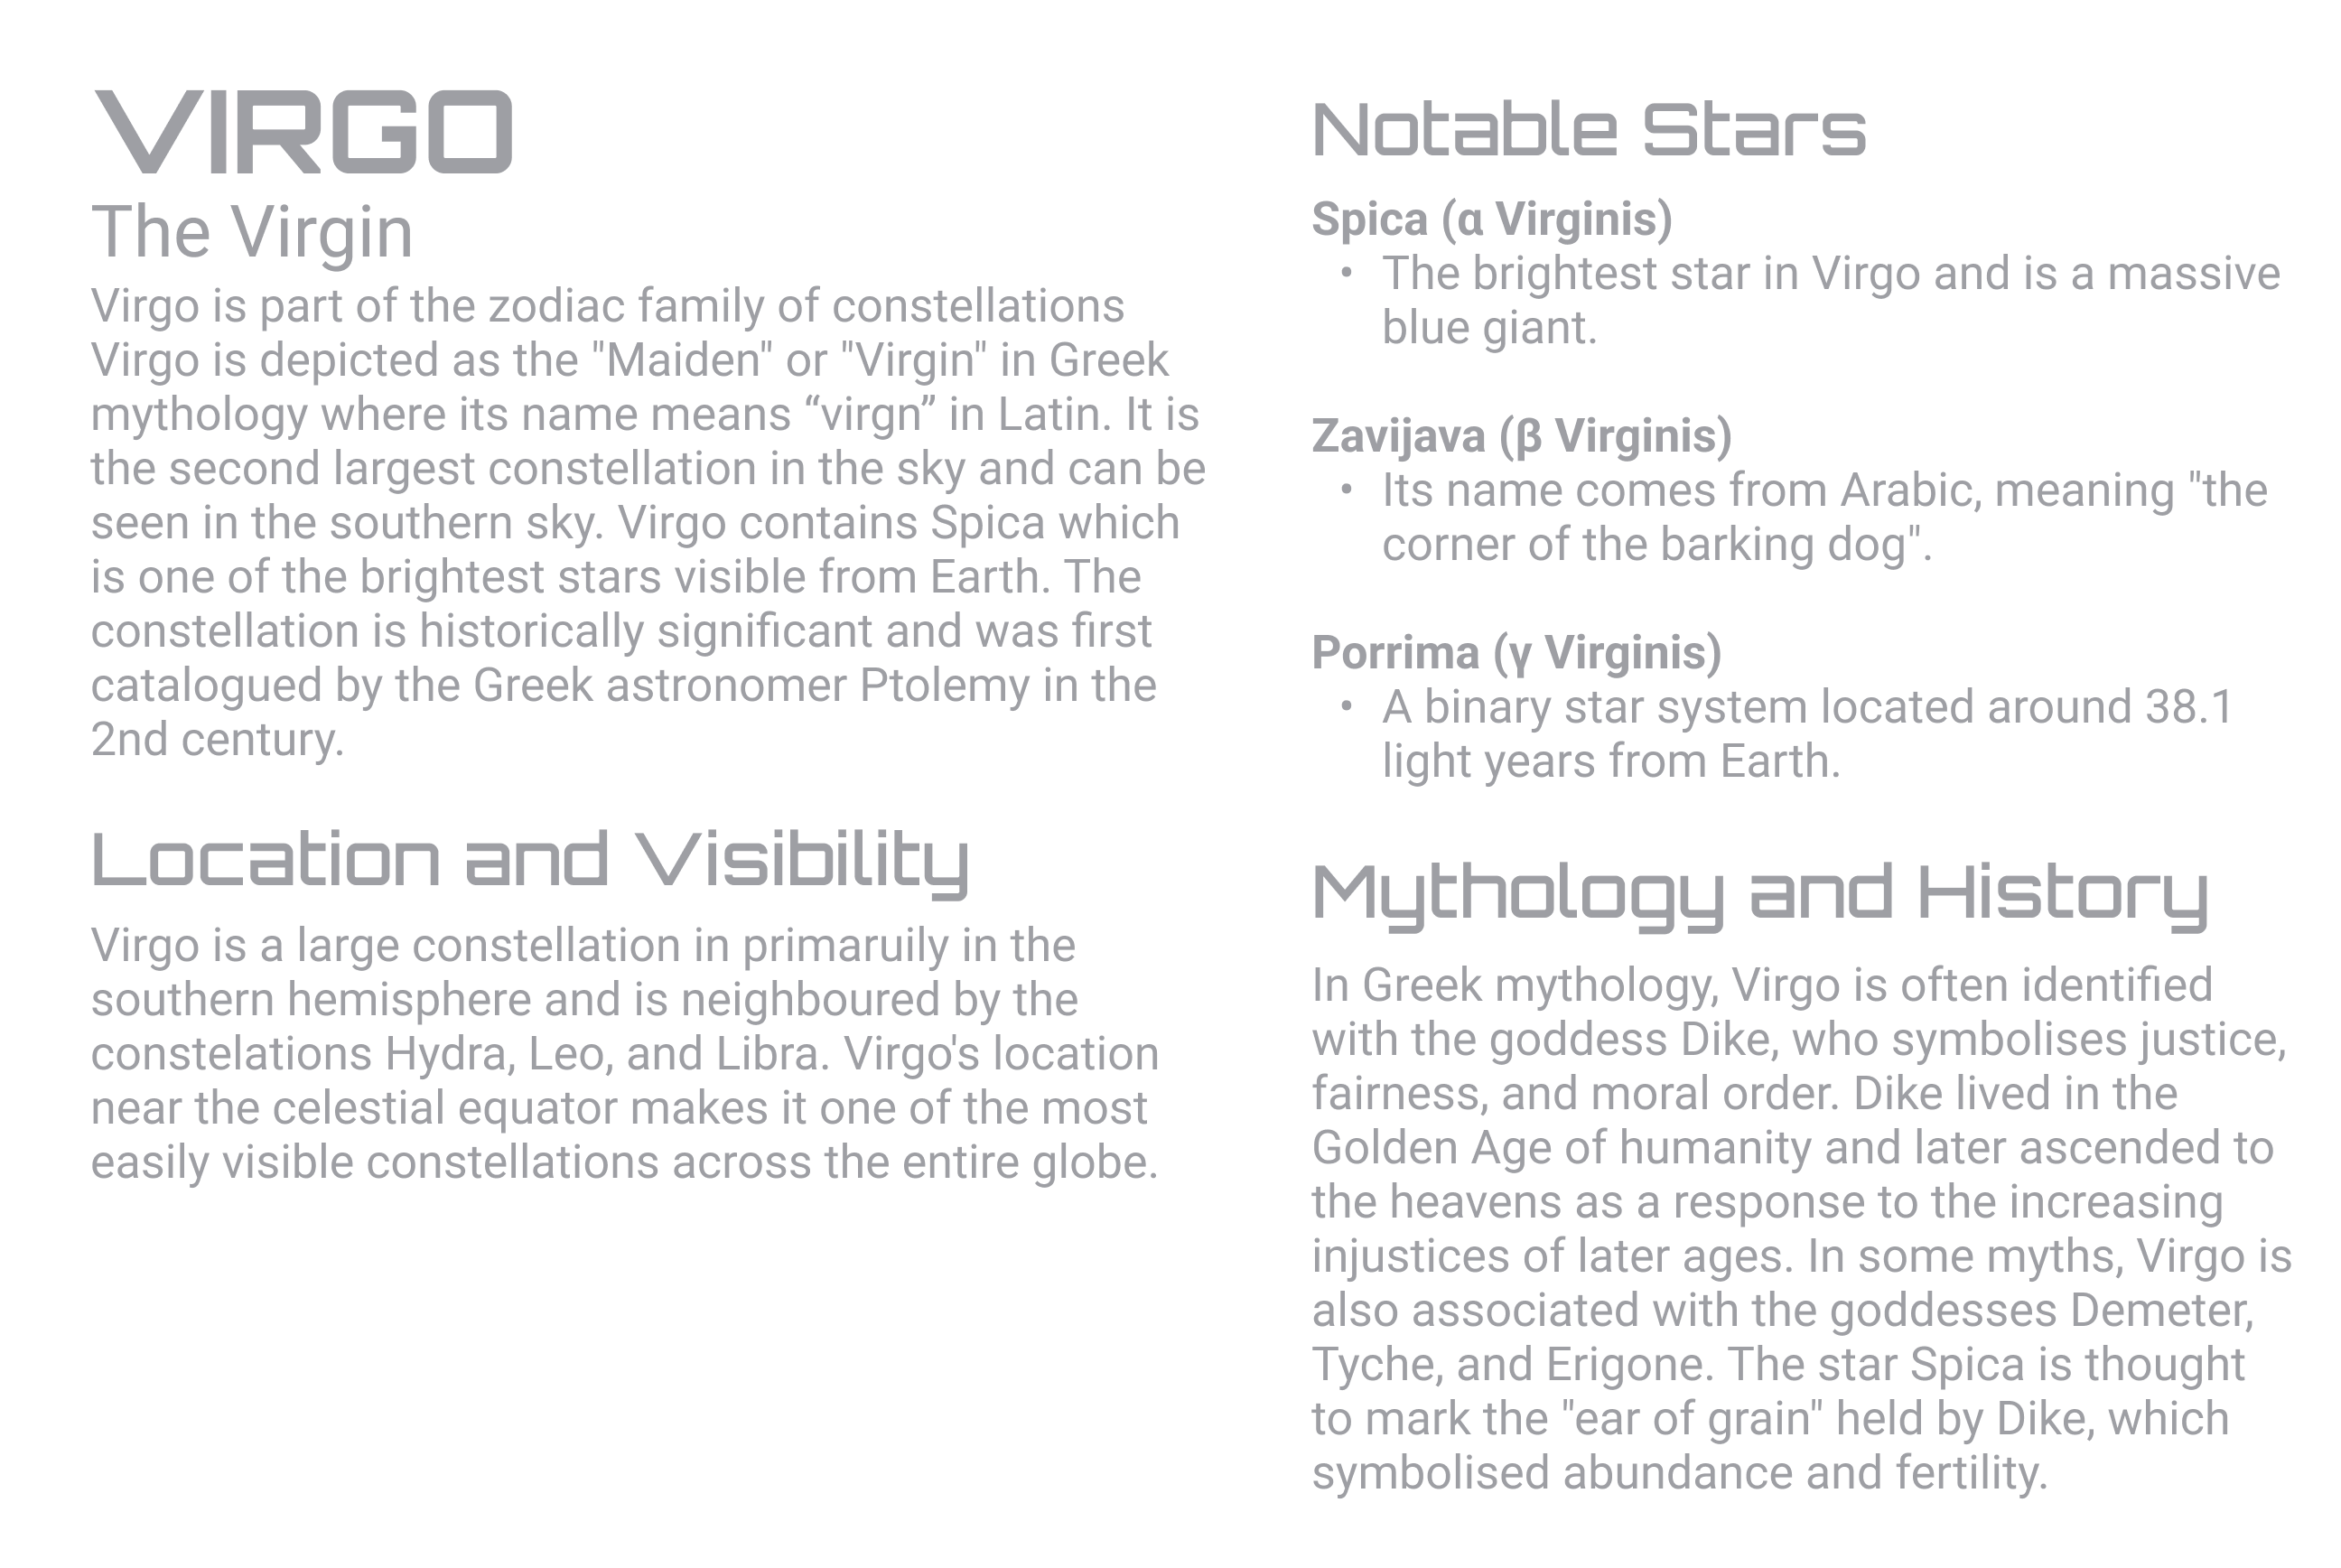 VIRGO
The Virgin
Virgo is part of the zodiac family of constellations
Virgo is depicted as the "Maiden" or "Virgin" in Greek
mythology where its name means “virgn” in Latin. It is
the second largest constellation in the sky and can be
seen in the southern sky. Virgo contains Spica which
is one of the brightest stars visible from Earth. The
constellation is historically significant and was first
catalogued by the Greek astronomer Ptolemy in the
2nd century.
Location and Visibility
Virgo is a large constellation in primaruily in the
southern hemisphere and is neighboured by the
constelations Hydra, Leo, and Libra. Virgo's location
near the celestial equator makes it one of the most
easily visible constellations across the entire globe.
Notable Stars
Spica (α Virginis)
• The brightest star in Virgo and is a massive
blue giant.
Zavijava (β Virginis)
• Its name comes from Arabic, meaning "the
corner of the barking dog".
Porrima (γ Virginis)
• A binary star system located around 38.1
light years from Earth.
Mythology and History
In Greek mythology, Virgo is often identified
with the goddess Dike, who symbolises justice,
fairness, and moral order. Dike lived in the
Golden Age of humanity and later ascended to
the heavens as a response to the increasing
injustices of later ages. In some myths, Virgo is
also associated with the goddesses Demeter,
Tyche, and Erigone. The star Spica is thought
to mark the "ear of grain" held by Dike, which
symbolised abundance and fertility.